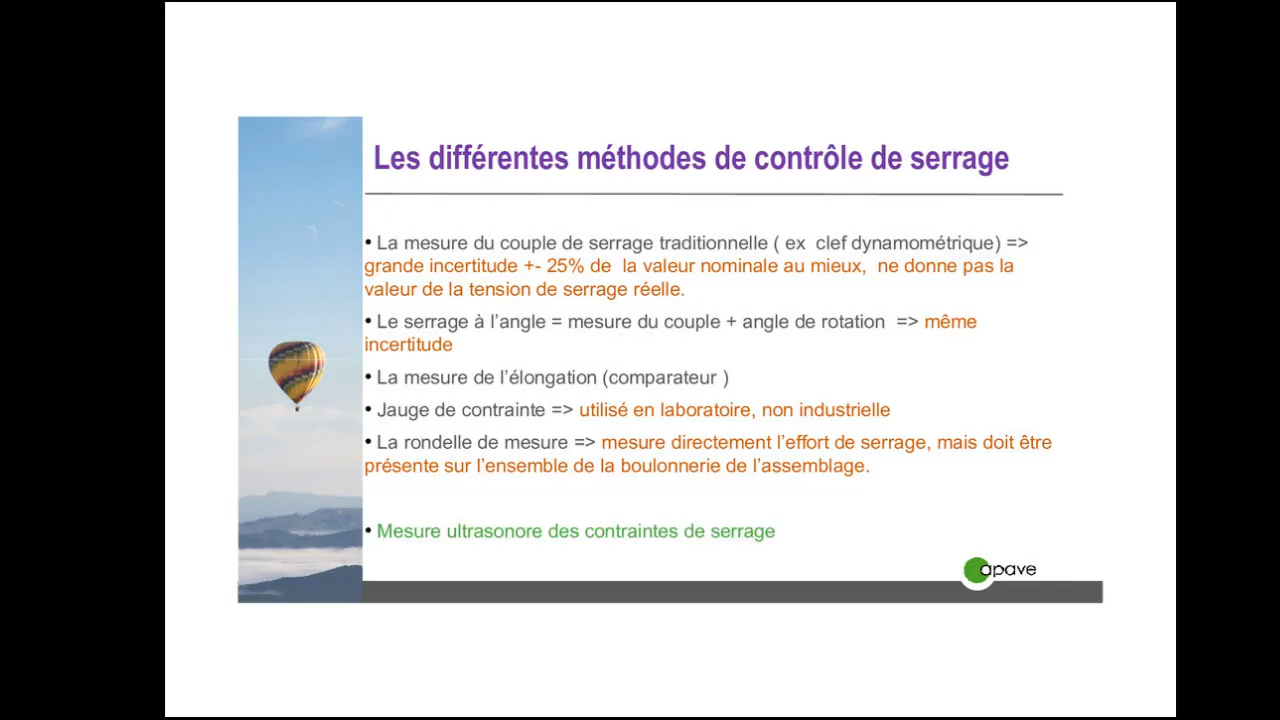 Les différentes méthodes de contrôle de serrage
• La mesure du couple de serrage traditionnelle ( ex  clef dynamométrique) =>
grande incertitude +- 25% de  la valeur nominale au mieux,  ne donne pas la
valeur de la tension de serrage réelle.
• Le serrage à l’angle = mesure du couple + angle de rotation  => même
incertitude
• La mesure de l’élongation (comparateur )
• Jauge de contrainte => utilisé en laboratoire, non industrielle
• La rondelle de mesure => mesure directement l’effort de serrage, mais doit être
présente sur l’ensemble de la boulonnerie de l’assemblage.
• Mesure ultrasonore des contraintes de serrage
apave